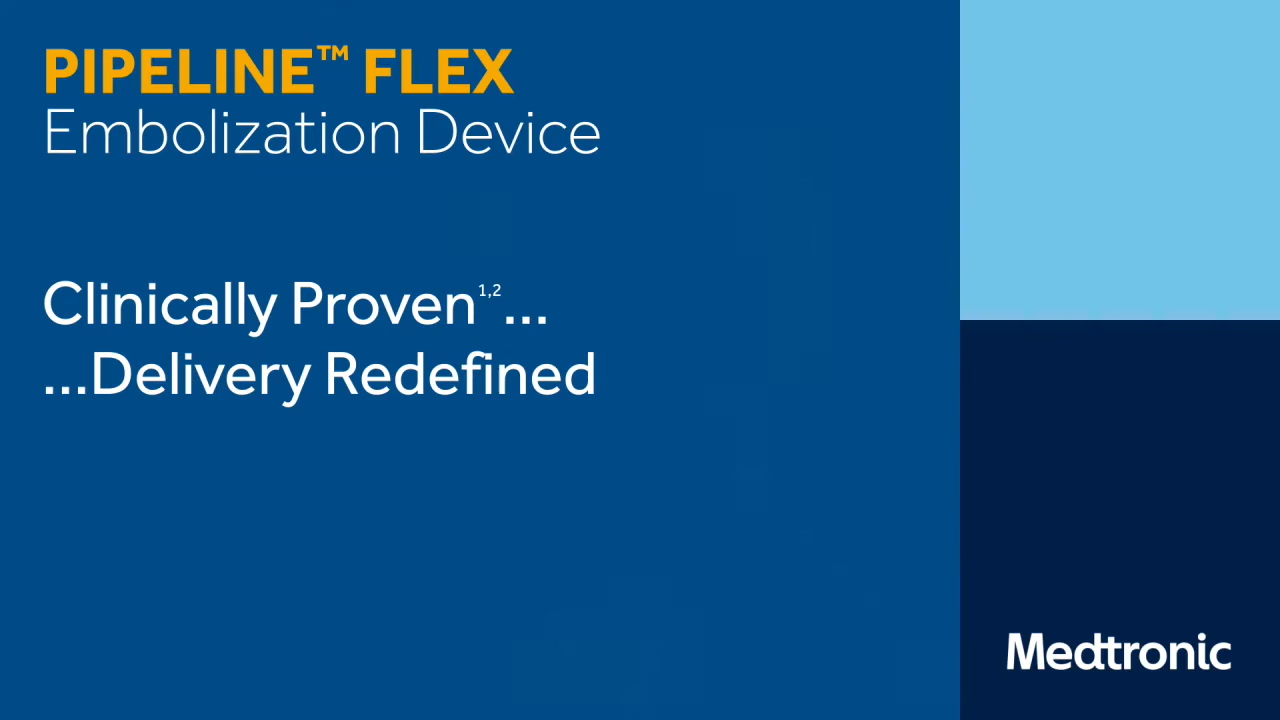 PIPELINE™ FLEX
Embolization Device
Clinically Proven¹,²...
...Delivery Redefined
Medtronic